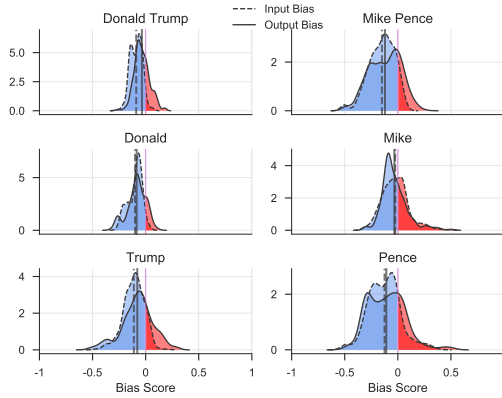 Input Bias
Output Bias
Donald Trump
Mike Pence
5.0
2.5
0.0
2
0
Donald
Mike
5
0
4
2
0
Trump
Pence
4
2
0
2
0
-1 -0.5 0 0.5 1
-1 -0.5 0 0.5
Bias Score
Bias Score